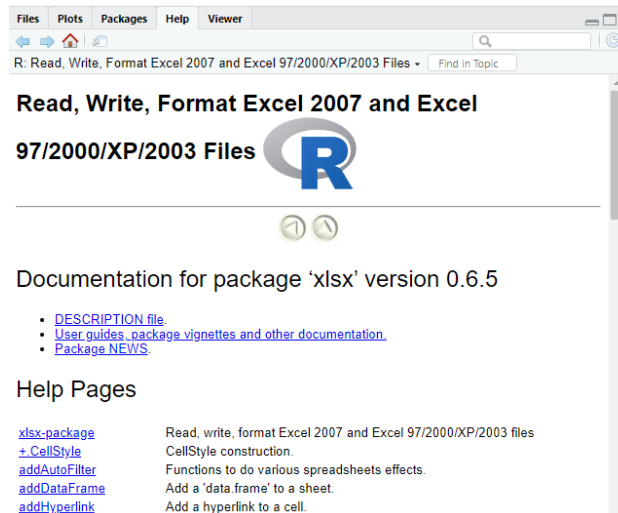 Files Plots Packages Help Viewer
R: Read, Write, Format Excel 2007 and Excel 97/2000/XP/2003 Files Find in Topic
Read, Write, Format Excel 2007 and Excel
97/2000/XP/2003 Files R
Documentation for package ‘xlsx’ version 0.6.5
DESCRIPTION file.
User guides, package vignettes and other documentation.
Package NEWS.
Help Pages
xlsx-package Read, write, format Excel 2007 and Excel 97/2000/XP/2003 files
+.CellStyle CellStyle construction.
addAutoFilter Functions to do various spreadsheets effects.
addDataFrame Add a 'data.frame' to a sheet.
addHyperlink Add a hyperlink to a cell.